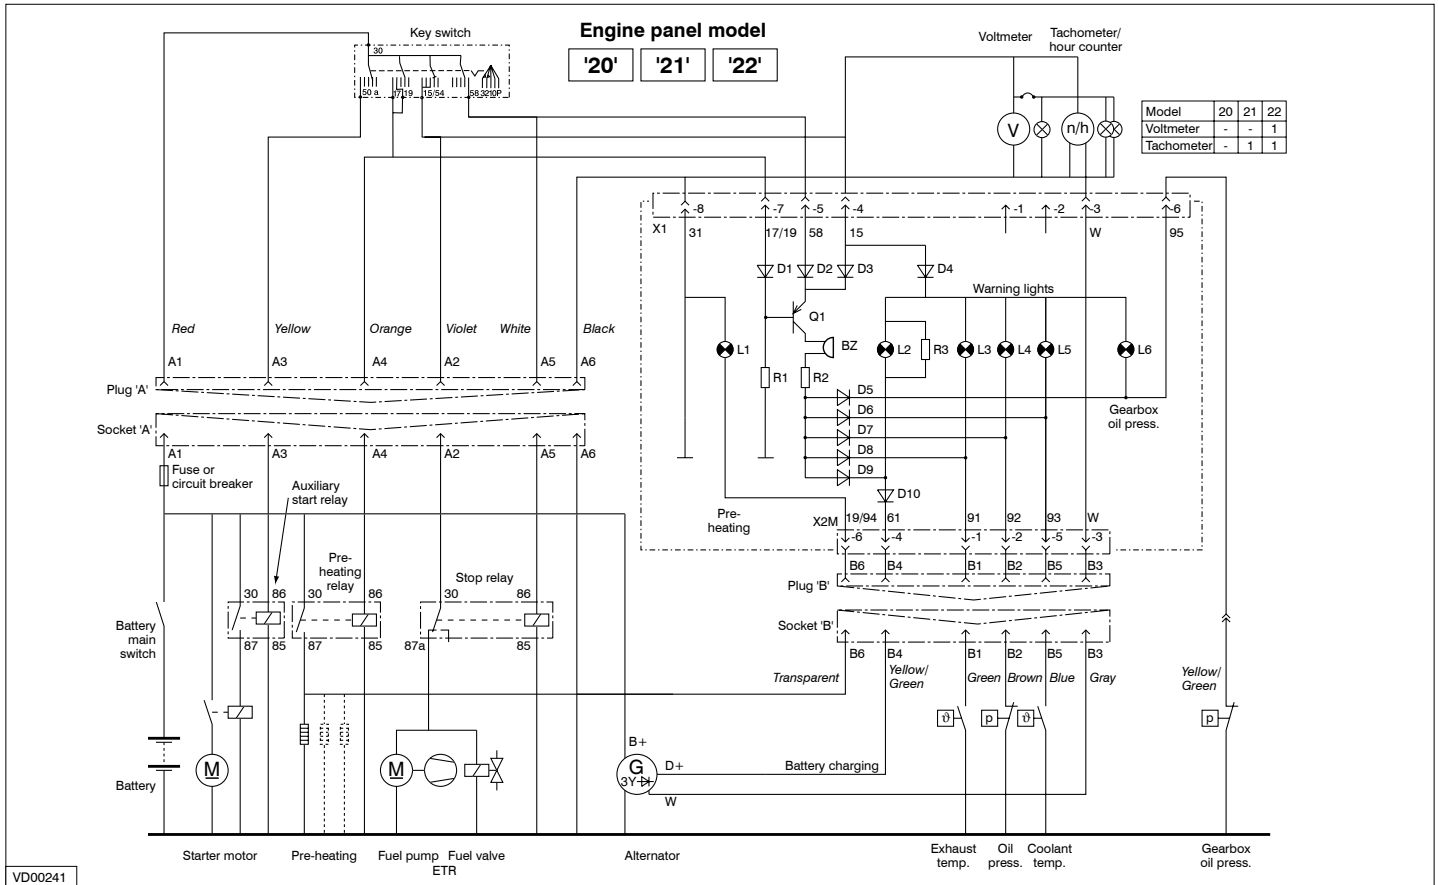 Engine panel model
'20' '21' '22'
Key switch
30
50 a 17/19 15/54 58 3210P
Voltmeter
Tachometer/
hour counter
V n/h
Model 20 21 22
Voltmeter - - 1
Tachometer - 1 1
-8 -7 -5 -4 -1 -2 -3 -6
X1 31 17/19 58 15 W 95
D1 D2 D3 D4
Warning lights
Q1
BZ
L1 L2 R3 L3 L4 L5 L6
R1 R2
D5
D6
D7
D8
D9
D10
Gearbox
oil press.
Red Yellow Orange Violet White Black
A1 A3 A4 A2 A5 A6
Plug 'A'
Socket 'A'
A1 A3 A4 A2 A5 A6
Fuse or
circuit breaker
Auxiliary
start relay
Pre-
heating
relay
Stop relay
30 86 30 86 30 86
87 85 87 85 87a 85
Battery
main
switch
Pre-
heating
X2M 19/94 61 91 92 93 W
-6 -4 -1 -2 -5 -3
B6 B4 B1 B2 B5 B3
Plug 'B'
Socket 'B'
B6 B4 B1 B2 B5 B3
Transparent
Yellow/
Green
Green Brown Blue Gray
Yellow/
Green
ϑ p ϑ p
Battery
M M
B+
G
3Y
D+
W
Battery charging
Starter motor
Pre-heating
Fuel pump Fuel valve
ETR
Alternator
Exhaust
temp.
Oil
press.
Coolant
temp.
Gearbox
oil press.
VD00241